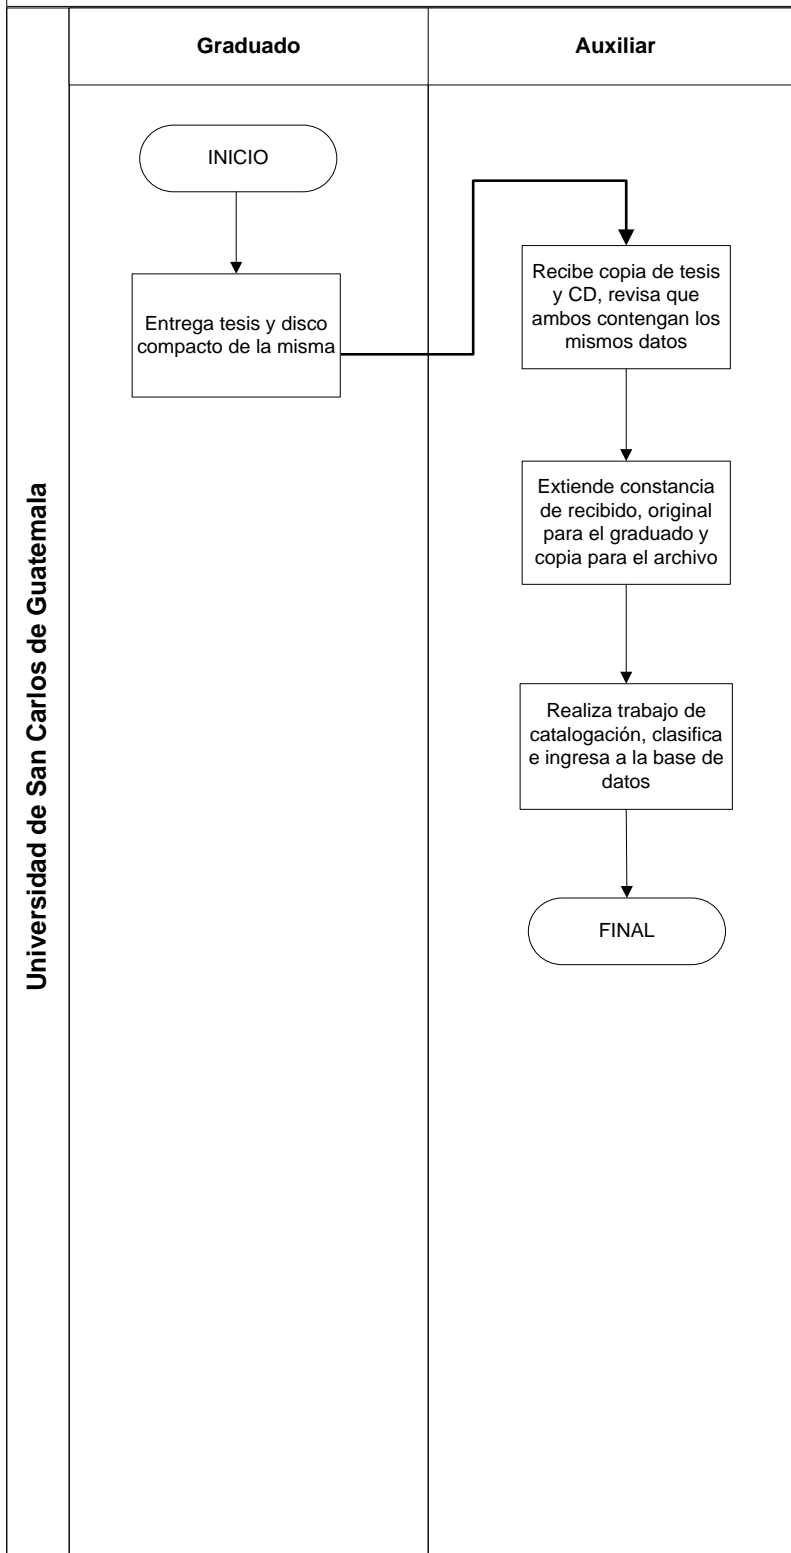 Universidad de San Carlos de Guatemala
Graduado
Auxiliar
INICIO
Entrega tesis y disco
compacto de la misma
Recibe copia de tesis
y CD, revisa que
ambos contengan los
mismos datos
Extiende constancia
de recibido, original
para el graduado y
copia para el archivo
Realiza trabajo de
catalogación, clasifica
e ingresa a la base de
datos
FINAL